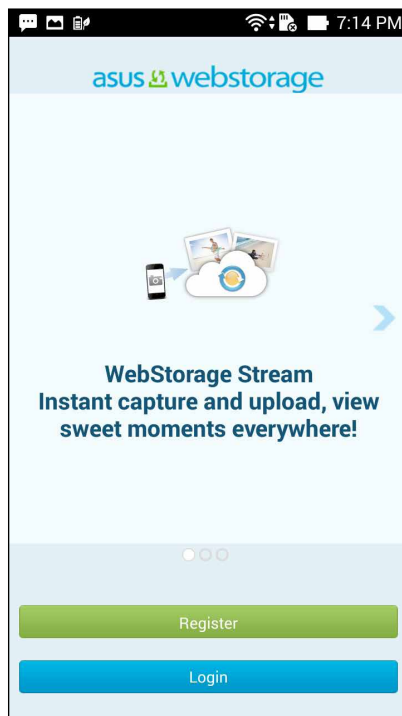 7:14 PM
asus webstorage
WebStorage Stream
Instant capture and upload, view
sweet moments everywhere!
Register
Login